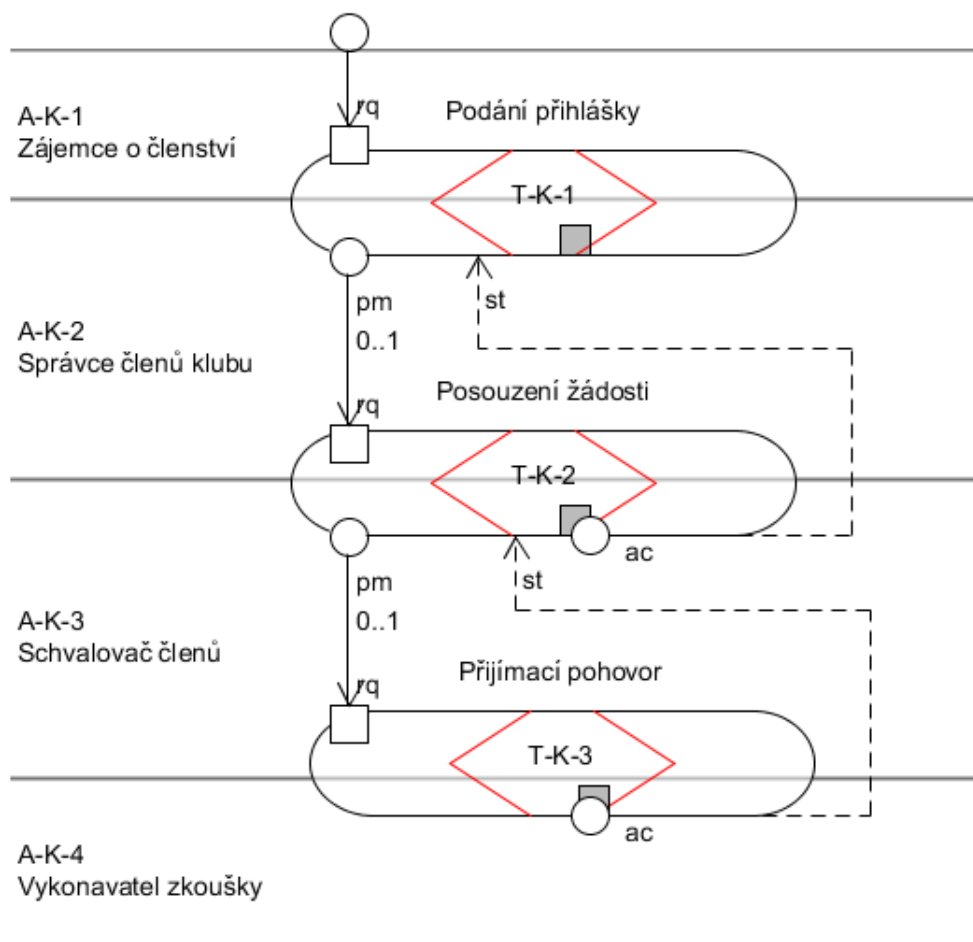 rq
Podání přihlášky
A-K-1
Zájemce o členství
T-K-1
pm
0..1
st
A-K-2
Správce členů klubu
rq
Posouzení žádosti
T-K-2
ac
pm
0..1
st
A-K-3
Schvalovač členů
rq
Přijímací pohovor
T-K-3
ac
A-K-4
Vykonavatel zkoušky